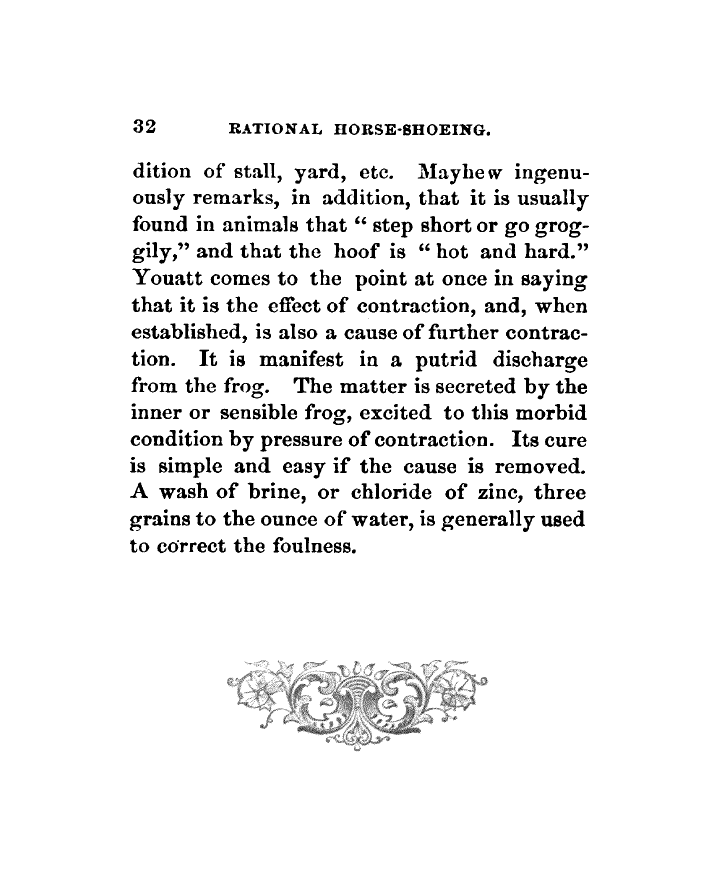 32 RATIONAL HORSE-SHOEING.
dition of stall, yard, etc. Mayhew ingenu-
ously remarks, in addition, that it is usually
found in animals that “ step short or go grog-
gily,” and that the hoof is “ hot and hard.”
Youatt comes to the point at once in saying
that it is the effect of contraction, and, when
established, is also a cause of further contrac-
tion. It is manifest in a putrid discharge
from the frog. The matter is secreted by the
inner or sensible frog, excited to this morbid
condition by pressure of contraction. Its cure
is simple and easy if the cause is removed.
A wash of brine, or chloride of zinc, three
grains to the ounce of water, is generally used
to correct the foulness.